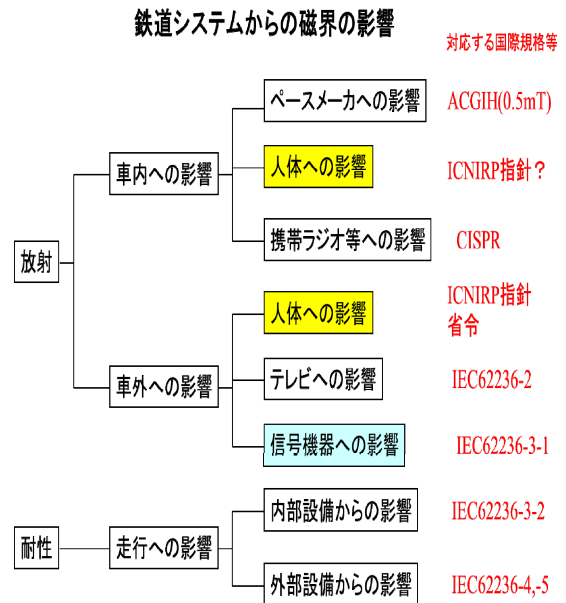 鉄道システムからの磁界の影響
対応する国際規格等
ペースメーカへの影響
ACGIH(0.5mT)
車内への影響
人体への影響
ICNIRP指針？
携帯ラジオ等への影響
CISPR
放射
人体への影響
ICNIRP指針
省令
車外への影響
テレビへの影響
IEC62236-2
信号機器への影響
IEC62236-3-1
耐性
走行への影響
内部設備からの影響
IEC62236-3-2
外部設備からの影響
IEC62236-4,-5